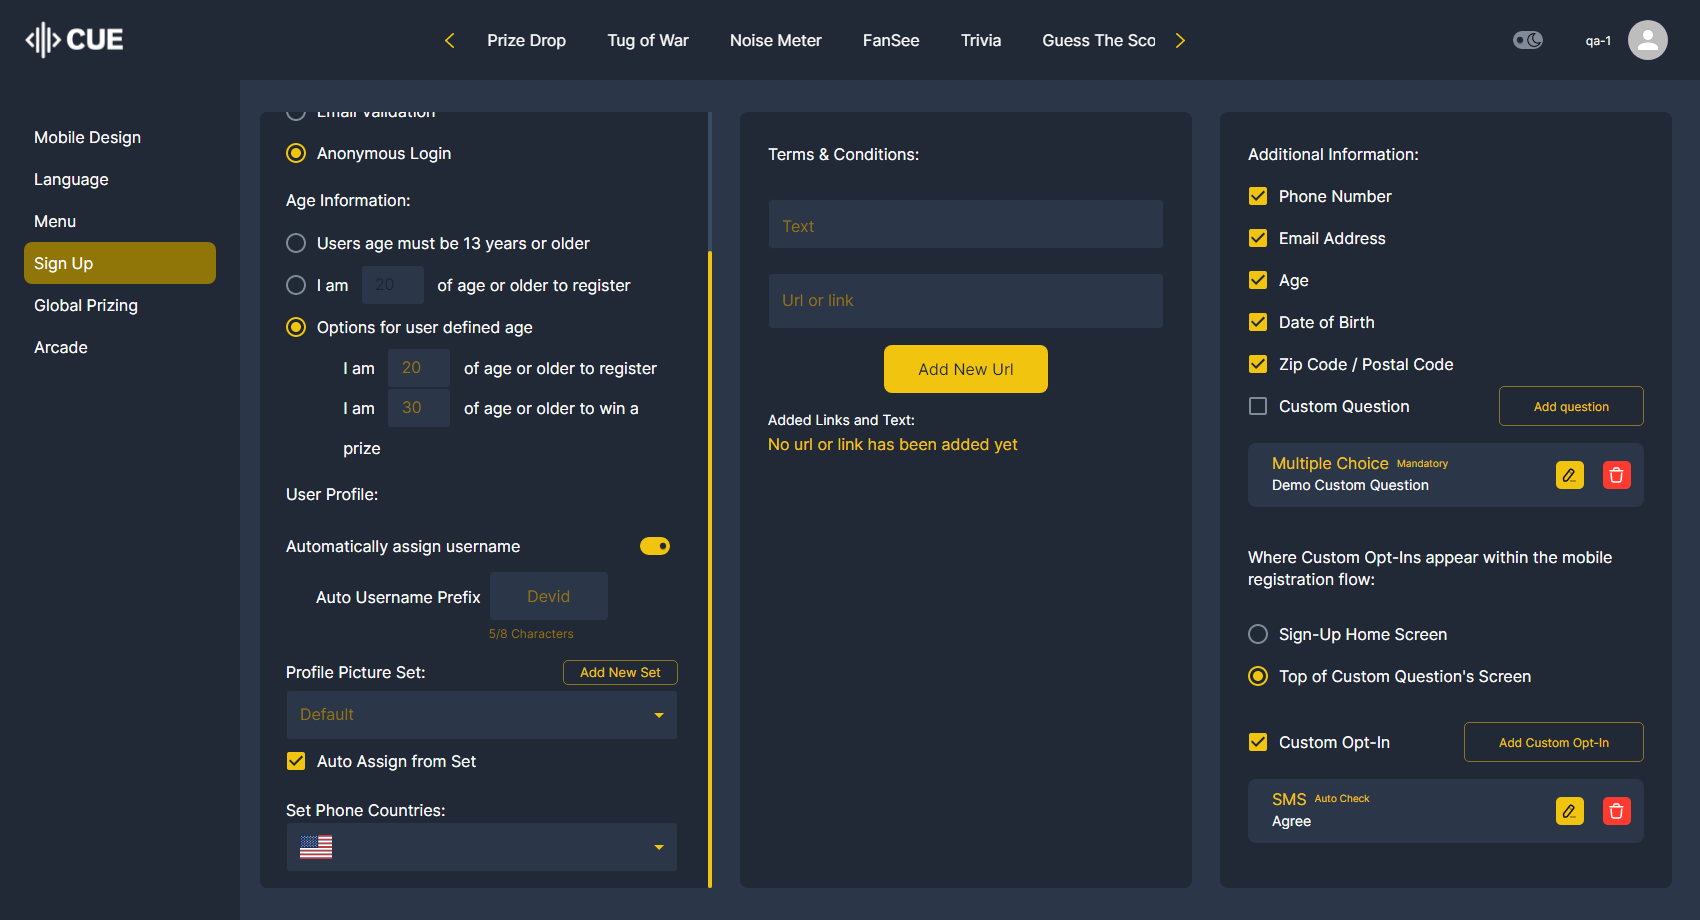 CUE
Prize Drop
Tug of War
Noise Meter
FanSee
Trivia
Guess The Sco
qa-1
Mobile Design
Language
Menu
Sign Up
Global Prizing
Arcade
Email Validation
Anonymous Login
Age Information:
Users age must be 13 years or older
I am 20 of age or older to register
Options for user defined age
I am 20 of age or older to register
I am 30 of age or older to win a
prize
User Profile:
Automatically assign username
Auto Username Prefix Devid
5/8 Characters
Profile Picture Set: Add New Set
Default
Auto Assign from Set
Set Phone Countries:
Terms & Conditions:
Text
Url or link
Add New Url
Added Links and Text:
No url or link has been added yet
Additional Information:
Phone Number
Email Address
Age
Date of Birth
Zip Code / Postal Code
Custom Question Add question
Multiple Choice Mandatory
Demo Custom Question
Where Custom Opt-Ins appear within the mobile
registration flow:
Sign-Up Home Screen
Top of Custom Question's Screen
Custom Opt-In Add Custom Opt-In
SMS Auto Check
Agree